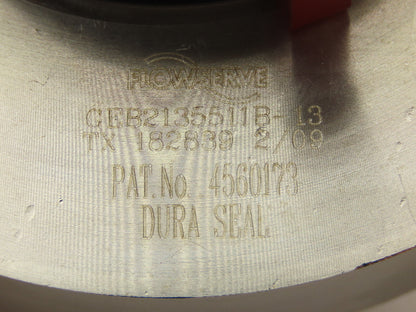 FLOWSERVE
CEB2135511B-13
TX 182839 2/09
PAT.No. 4560173
DURA SEAL